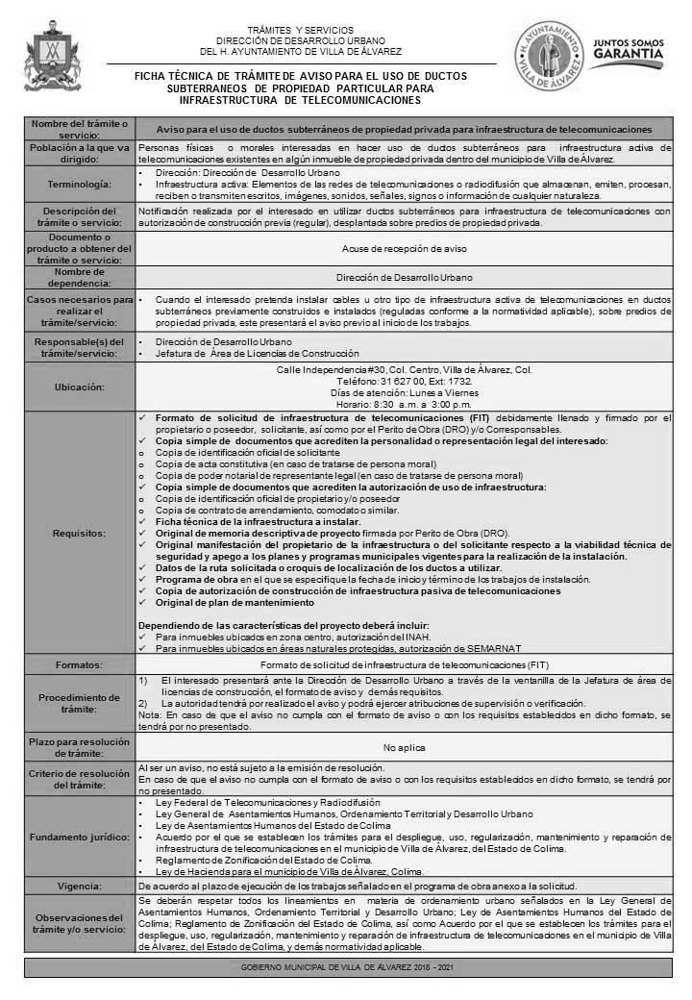 TRÁMITES Y SERVICIOS
DIRECCIÓN DE DESARROLLO URBANO
DEL H. AYUNTAMIENTO DE VILLA DE ÁLVAREZ
H. AYUNTAMIENTO
VILLA DE ÁLVAREZ
JUNTOS SOMOS
GARANTÍA
FICHA TÉCNICA DE TRÁMITE DE AVISO PARA EL USO DE DUCTOS
SUBTERRANEOS DE PROPIEDAD PARTICULAR PARA
INFRAESTRUCTURA DE TELECOMUNICACIONES
Nombre del trámite o
servicio:
Aviso para el uso de ductos subterráneos de propiedad privada para infraestructura de telecomunicaciones
Población a la que va
dirigido:
Personas físicas o morales interesadas en hacer uso de ductos subterráneos para infraestructura activa de
telecomunicaciones existentes en algún inmueble de propiedad privada dentro del municipio de Villa de Álvarez.
Terminología:
• Dirección: Dirección de Desarrollo Urbano
• Infraestructura activa: Elementos de las redes de telecomunicaciones o radiodifusión que almacenan, emiten, procesan,
reciben o transmiten escritos, imágenes, sonidos, señales, signos o información de cualquier naturaleza.
Descripción del
trámite o servicio:
Notificación realizada por el interesado en utilizar ductos subterráneos para infraestructura de telecomunicaciones con
autorización de construcción previa (regular), desplantada sobre predios de propiedad privada.
Documento o
producto a obtener del
trámite o servicio:
Acuse de recepción de aviso
Nombre de
dependencia:
Dirección de Desarrollo Urbano
Casos necesarios para
realizar el
trámite/servicio:
• Cuando el interesado pretenda instalar cables u otro tipo de infraestructura activa de telecomunicaciones en ductos
subterráneos previamente construidos e instalados (reguladas conforme a la normatividad aplicable), sobre predios de
propiedad privada, este presentará el aviso previo al inicio de los trabajos.
Responsable(s) del
trámite/servicio:
• Dirección de Desarrollo Urbano
• Jefatura de Área de Licencias de Construcción
Ubicación:
Calle Independencia #30, Col. Centro, Villa de Álvarez, Col.
Teléfono: 31 627 00, Ext: 1732.
Días de atención: Lunes a Viernes
Horario: 8:30 a.m. a 3:00 p.m.
Requisitos:
✓ Formato de solicitud de infraestructura de telecomunicaciones (FIT) debidamente llenado y firmado por el
propietario o poseedor, solicitante, así como por el Perito de Obra (DRO) y/o Corresponsables.
✓ Copia simple de documentos que acrediten la personalidad o representación legal del interesado:
o Copia de identificación oficial de solicitante
o Copia de acta constitutiva (en caso de tratarse de persona moral)
o Copia de poder notarial de representante legal (en caso de tratarse de persona moral)
✓ Copia simple de documentos que acrediten la autorización de uso de infraestructura:
o Copia de identificación oficial de propietario y/o poseedor
o Copia de contrato de arrendamiento, comodato o similar.
✓ Ficha técnica de la infraestructura a instalar.
✓ Original de memoria descriptiva de proyecto firmada por Perito de Obra (DRO).
✓ Original manifestación del propietario de la infraestructura o del solicitante respecto a la viabilidad técnica de
seguridad y apego a los planes y programas municipales vigentes para la realización de la instalación.
✓ Datos de la ruta solicitada o croquis de localización de los ductos a utilizar.
✓ Programa de obra en el que se especifique la fecha de inicio y término de los trabajos de instalación.
✓ Copia de autorización de construcción de infraestructura pasiva de telecomunicaciones
✓ Original de plan de mantenimiento
Dependiendo de las características del proyecto deberá incluir:
✓ Para inmuebles ubicados en zona centro, autorización del INAH.
✓ Para inmuebles ubicados en áreas naturales protegidas, autorización de SEMARNAT
Formatos:
Formato de solicitud de infraestructura de telecomunicaciones (FIT)
Procedimiento de
trámite:
1) El interesado presentará ante la Dirección de Desarrollo Urbano a través de la ventanilla de la Jefatura de área de
licencias de construcción, el formato de aviso y demás requisitos.
2) La autoridad tendrá por realizado el aviso y podrá ejercer atribuciones de supervisión o verificación.
Nota: En caso de que el aviso no cumpla con el formato de aviso o con los requisitos establecidos en dicho formato, se
tendrá por no presentado.
Plazo para resolución
de trámite:
No aplica
Criterio de resolución
del trámite:
Al ser un aviso, no está sujeto a la emisión de resolución.
En caso de que el aviso no cumpla con el formato de aviso o con los requisitos establecidos en dicho formato, se tendrá por
no presentado.
Fundamento jurídico:
• Ley Federal de Telecomunicaciones y Radiodifusión
• Ley General de Asentamientos Humanos, Ordenamiento Territorial y Desarrollo Urbano
• Ley de Asentamientos Humanos del Estado de Colima
• Acuerdo por el que se establecen los trámites para el despliegue, uso, regularización, mantenimiento y reparación de
infraestructura de telecomunicaciones en el municipio de Villa de Álvarez, del Estado de Colima.
• Reglamento de Zonificación del Estado de Colima.
• Ley de Hacienda para el municipio de Villa de Álvarez, Colima.
Vigencia:
De acuerdo al plazo de ejecución de los trabajos señalado en el programa de obra anexo a la solicitud.
Observaciones del
trámite y/o servicio:
Se deberán respetar todos los lineamientos en materia de ordenamiento urbano señalados en la Ley General de
Asentamientos Humanos, Ordenamiento Territorial y Desarrollo Urbano; Ley de Asentamientos Humanos del Estado de
Colima; Reglamento de Zonificación del Estado de Colima, así como Acuerdo por el que se establecen los trámites para el
despliegue, uso, regularización, mantenimiento y reparación de infraestructura de telecomunicaciones en el municipio de Villa
de Álvarez, del Estado de Colima, y demás normatividad aplicable.
GOBIERNO MUNICIPAL DE VILLA DE ÁLVAREZ 2018 - 2021